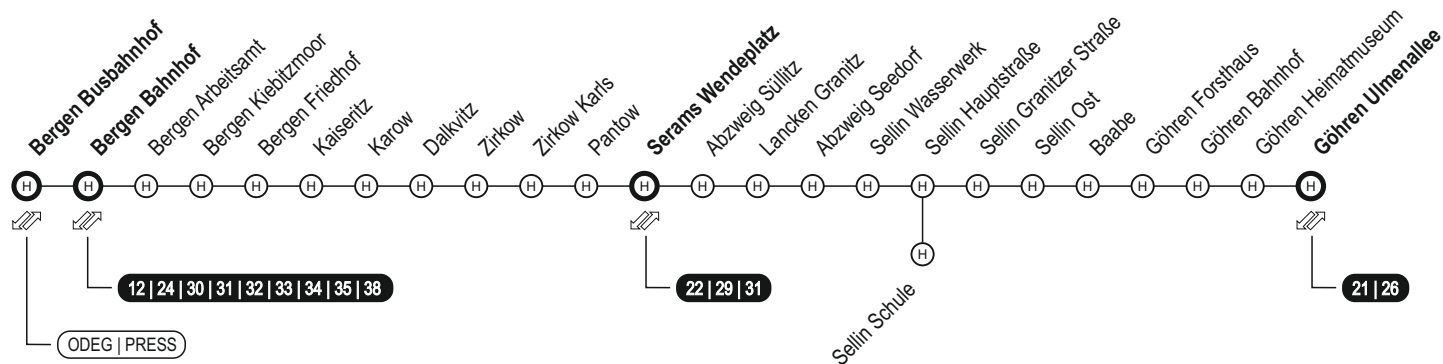 Bergen Busbahnhof
Bergen Bahnhof
Bergen Arbeitsamt
Bergen Kiebitzmoor
Bergen Friedhof
Kaiseritz
Karow
Dalkvitz
Zirkow
Zirkow Karls
Pantow
Serams Wendeplatz
Abzweig Süllitz
Lancken Granitz
Abzweig Seedorf
Sellin Wasserwerk
Sellin Hauptstraße
Sellin Granitzer Straße
Sellin Ost
Baabe
Göhren Forsthaus
Göhren Bahnhof
Göhren Heimatmuseum
Göhren Ulmenallee
H H H H H H H H H H H H H H H H H H H H H H H H
H
12 | 24 | 30 | 31 | 32 | 33 | 34 | 35 | 38
22 | 29 | 31
21 | 26
Sellin Schule
ODEG | PRESS